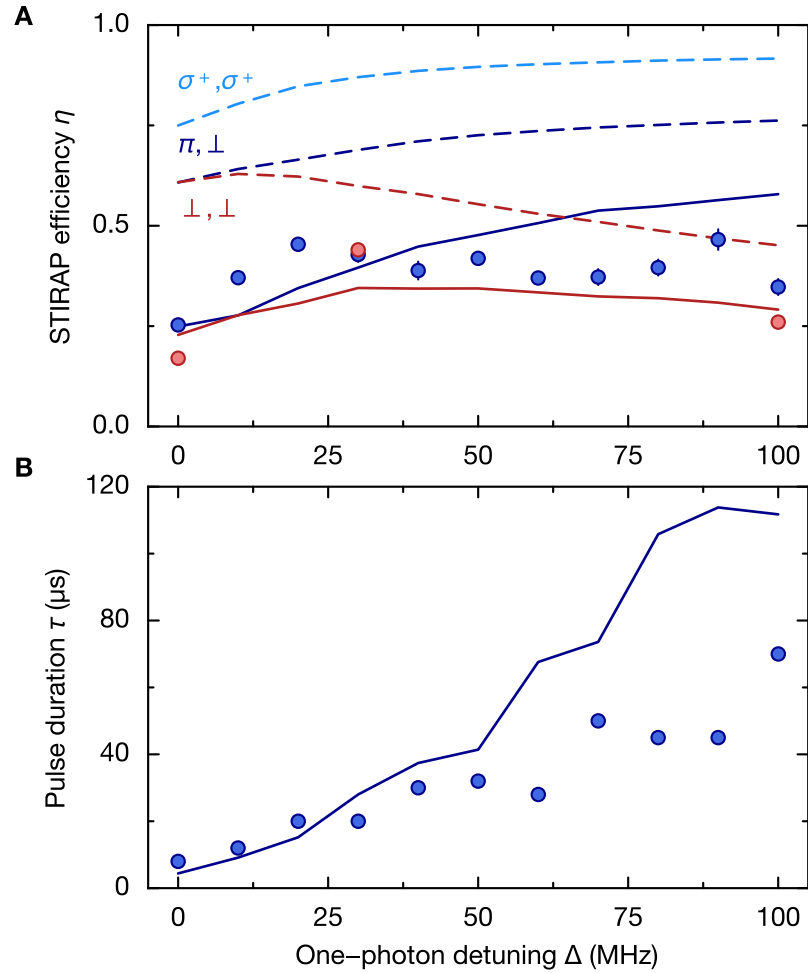 A
1.0
σ⁺,σ⁺
π,⊥
⊥,⊥
0.5
0.0
STIRAP efficiency η
0 25 50 75 100
B
120
80
40
0
Pulse duration τ (μs)
0 25 50 75 100
One–photon detuning Δ (MHz)